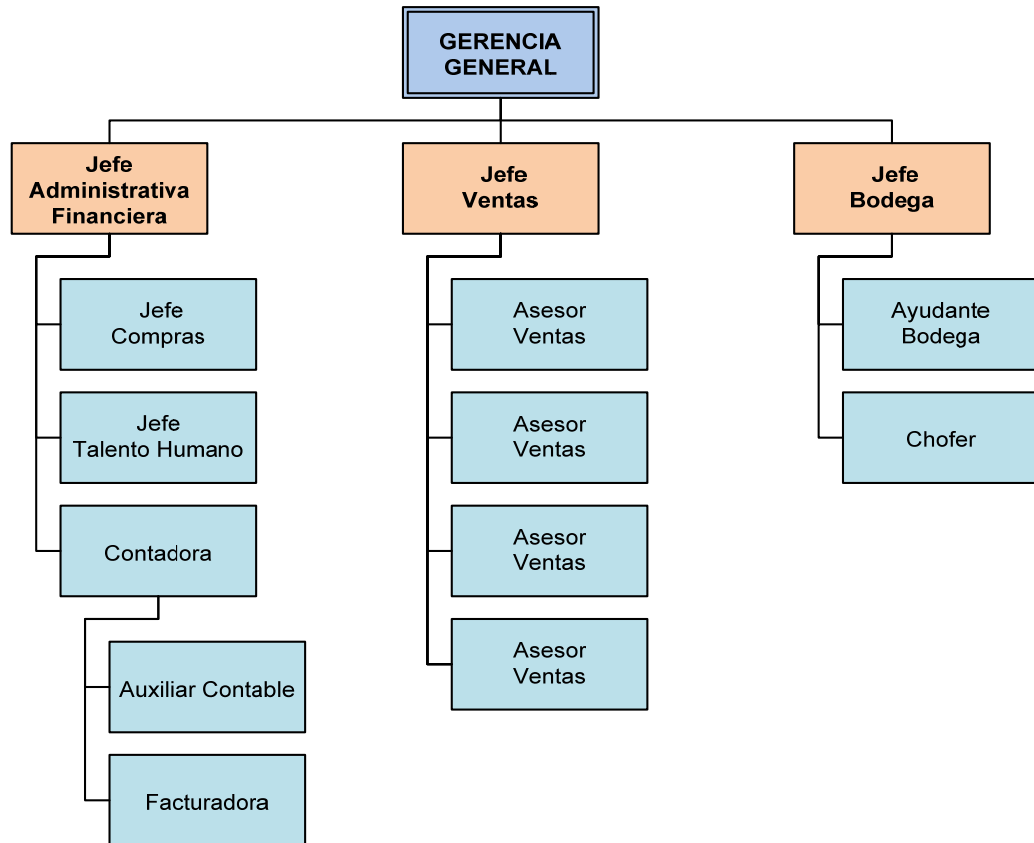 GERENCIA
GENERAL
Jefe
Administrativa
Financiera
Jefe
Ventas
Jefe
Bodega
Jefe
Compras
Asesor
Ventas
Ayudante
Bodega
Jefe
Talento Humano
Asesor
Ventas
Chofer
Contadora
Asesor
Ventas
Auxiliar Contable
Asesor
Ventas
Facturadora